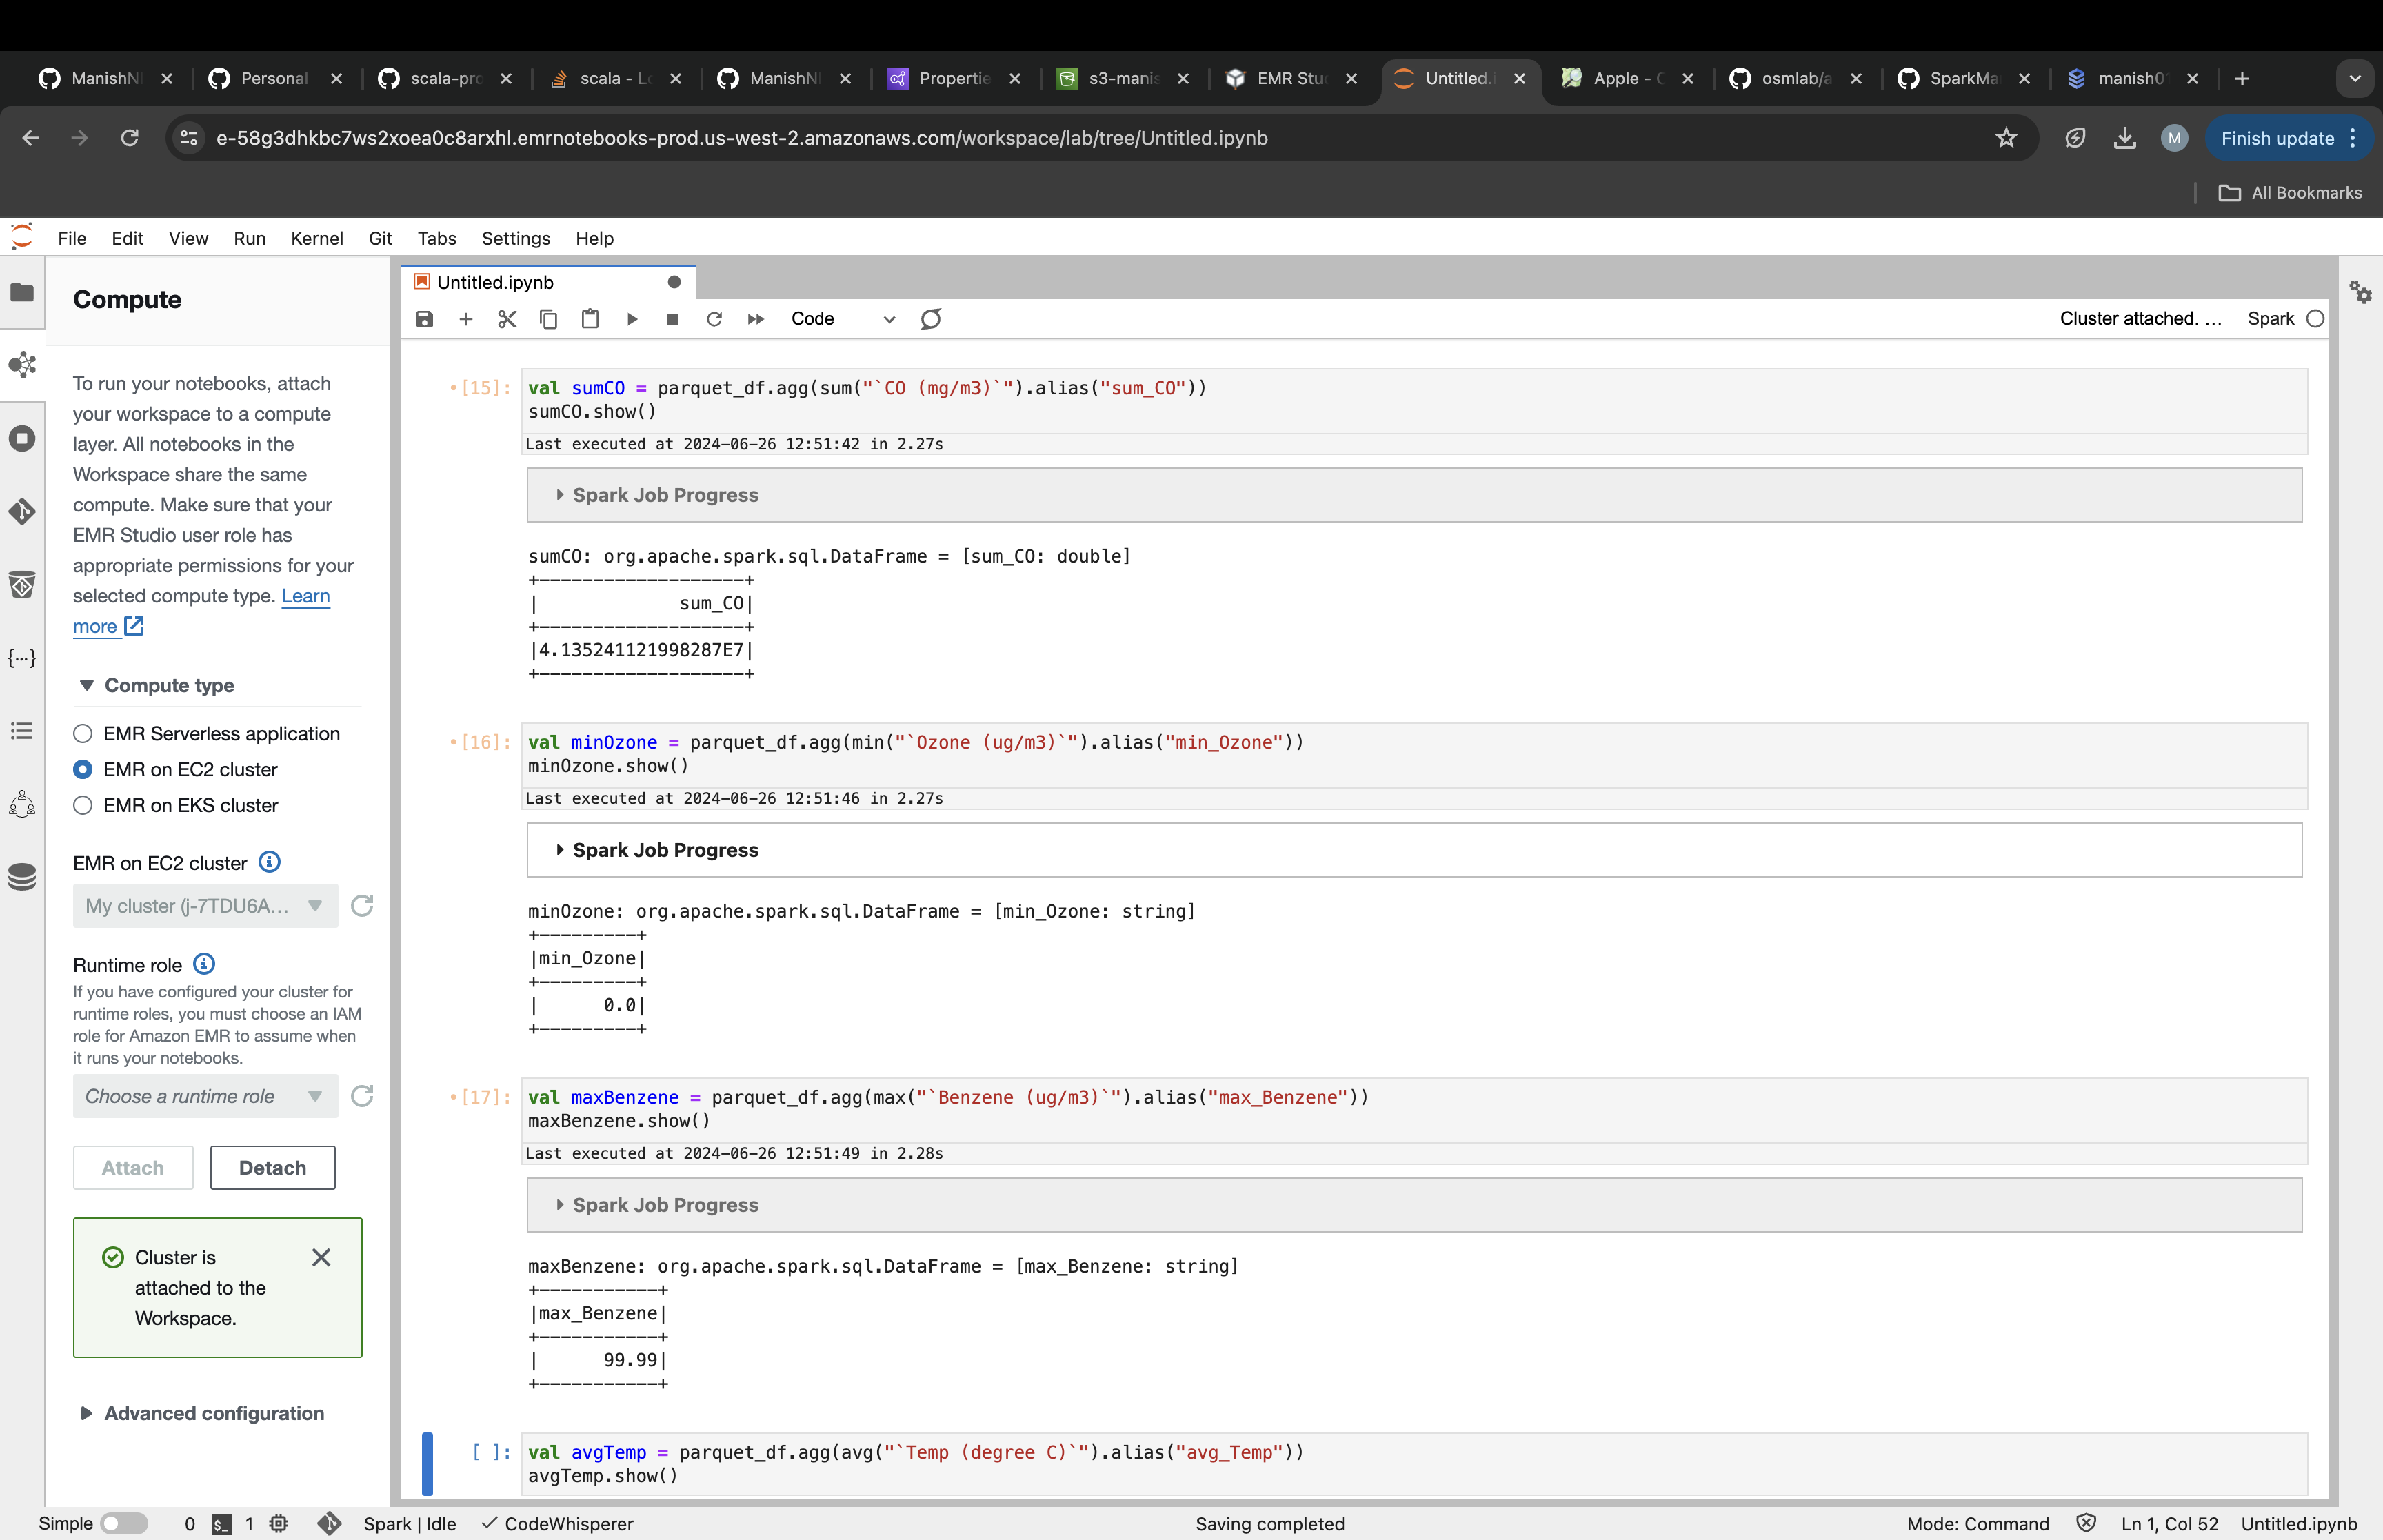 ManishN
Personal
scala-pro
scala - Lo
ManishN
Propertie
s3-manis
EMR Stu
Untitled.i
Apple - C
osmlab/a
SparkMa
manish0
e-58g3dhkbc7ws2xoea0c8arxhl.emrnotebooks-prod.us-west-2.amazonaws.com/workspace/lab/tree/Untitled.ipynb
M
Finish update
All Bookmarks
File Edit View Run Kernel Git Tabs Settings Help
Compute
To run your notebooks, attach
your workspace to a compute
layer. All notebooks in the
Workspace share the same
compute. Make sure that your
EMR Studio user role has
appropriate permissions for your
selected compute type. Learn
more
Compute type
EMR Serverless application
EMR on EC2 cluster
EMR on EKS cluster
EMR on EC2 cluster
My cluster (j-7TDU6A...
Runtime role
If you have configured your cluster for
runtime roles, you must choose an IAM
role for Amazon EMR to assume when
it runs your notebooks.
Choose a runtime role
Attach Detach
Cluster is
attached to the
Workspace.
Advanced configuration
Untitled.ipynb
Code
Cluster attached. ... Spark
[15]: val sumCO = parquet_df.agg(sum("`CO (mg/m3)`").alias("sum_CO"))
sumCO.show()
Last executed at 2024-06-26 12:51:42 in 2.27s
Spark Job Progress
sumCO: org.apache.spark.sql.DataFrame = [sum_CO: double]
+--------------------+
|             sum_CO|
+--------------------+
|4.135241121998287E7|
+--------------------+
[16]: val minOzone = parquet_df.agg(min("`Ozone (ug/m3)`").alias("min_Ozone"))
minOzone.show()
Last executed at 2024-06-26 12:51:46 in 2.27s
Spark Job Progress
minOzone: org.apache.spark.sql.DataFrame = [min_Ozone: string]
+---------+
|min_Ozone|
+---------+
|      0.0|
+---------+
[17]: val maxBenzene = parquet_df.agg(max("`Benzene (ug/m3)`").alias("max_Benzene"))
maxBenzene.show()
Last executed at 2024-06-26 12:51:49 in 2.28s
Spark Job Progress
maxBenzene: org.apache.spark.sql.DataFrame = [max_Benzene: string]
+-----------+
|max_Benzene|
+-----------+
|      99.99|
+-----------+
[ ]: val avgTemp = parquet_df.agg(avg("`Temp (degree C)`").alias("avg_Temp"))
avgTemp.show()
Simple 0 $_ 1 Spark | Idle CodeWhisperer Saving completed Mode: Command Ln 1, Col 52 Untitled.ipynb